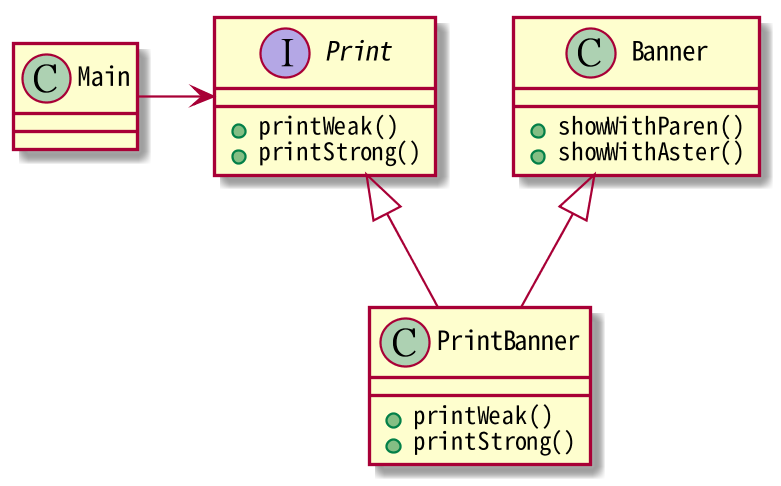 C Main
I Print
printWeak()
printStrong()
C Banner
showWithParen()
showWithAster()
C PrintBanner
printWeak()
printStrong()